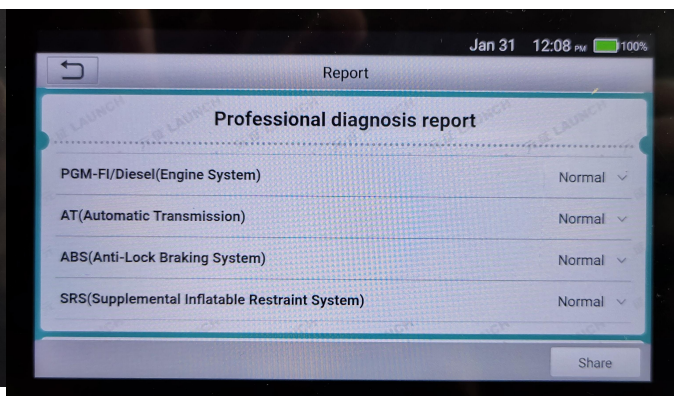 Jan 31 12:08 PM 100%
Report
Professional diagnosis report
PGM-FI/Diesel(Engine System) Normal
AT(Automatic Transmission) Normal
ABS(Anti-Lock Braking System) Normal
SRS(Supplemental Inflatable Restraint System) Normal
Share